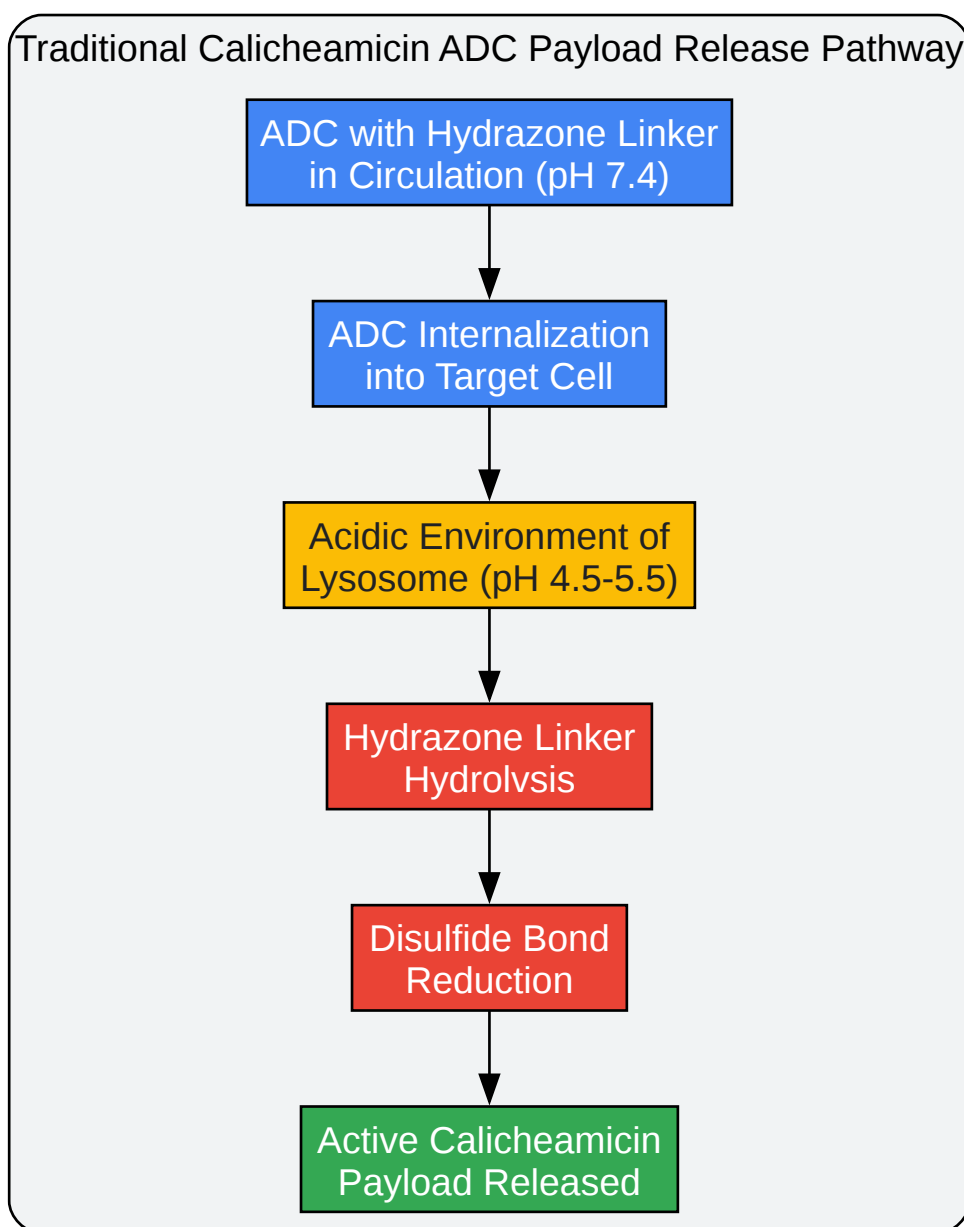 Traditional Calicheamicin ADC Payload Release Pathway
ADC with Hydrazone Linker
in Circulation (pH 7.4)
ADC Internalization
into Target Cell
Acidic Environment of
Lysosome (pH 4.5-5.5)
Hydrazone Linker
Hydrolysis
Disulfide Bond
Reduction
Active Calicheamicin
Payload Released